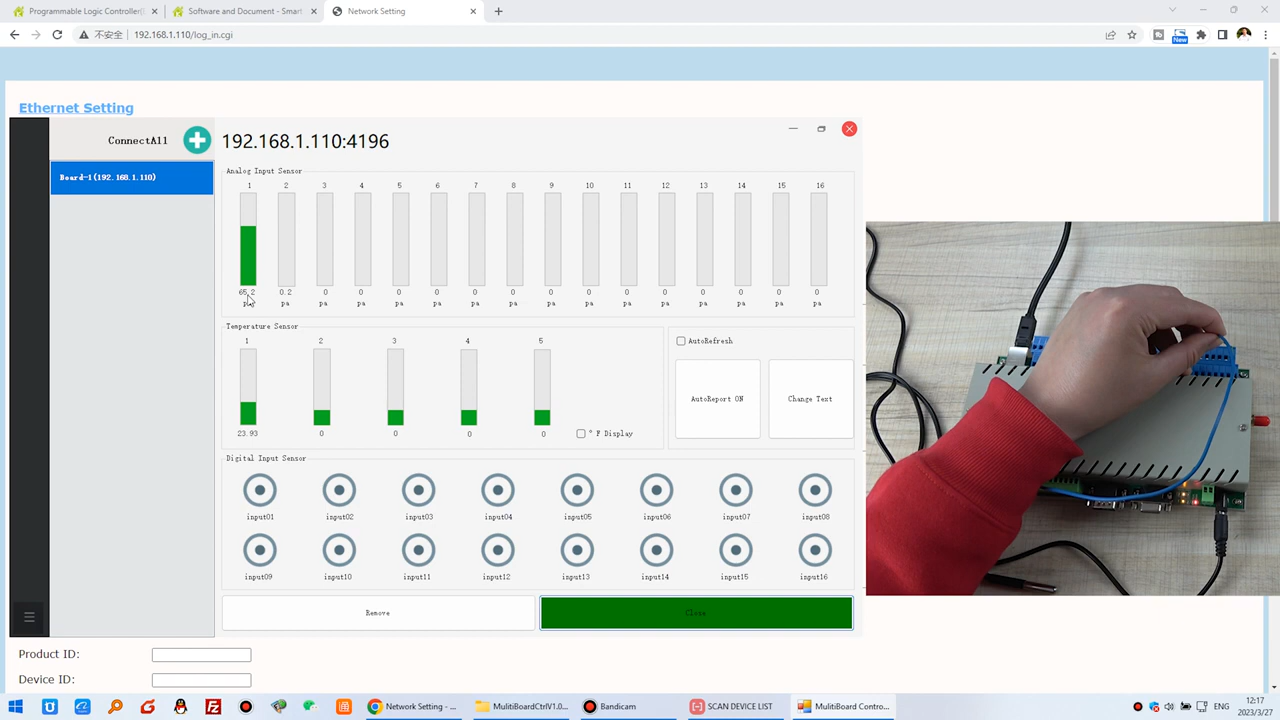 Programmable Logic Controller(I
Software and Document - Smart
Network Setting
不安全
192.168.1.110/log_in.cgi
New
Ethernet Setting
ConnectAll
Board-1(192.168.1.110)
192.168.1.110:4196
Analog Input Sensor
1 2 3 4 5 6 7 8 9 10 11 12 13 14 15 16
65.2 0.2 0 0 0 0 0 0 0 0 0 0 0 0 0 0
pa pa pa pa pa pa pa pa pa pa pa pa pa pa pa pa
Temperature Sensor
1 2 3 4 5
23.93 0 0 0 0
° F Display
AutoRefresh
AutoReport ON
Change Text
Digital Input Sensor
input01 input02 input03 input04 input05 input06 input07 input08
input09 input10 input11 input12 input13 input14 input15 input16
Remove
Close
Product ID:
Device ID:
Network Setting - ...
MulitiBoardCtrlV1.0...
Bandicam
SCAN DEVICE LIST
MulitiBoard Contro...
ENG
12:17
2023/3/27